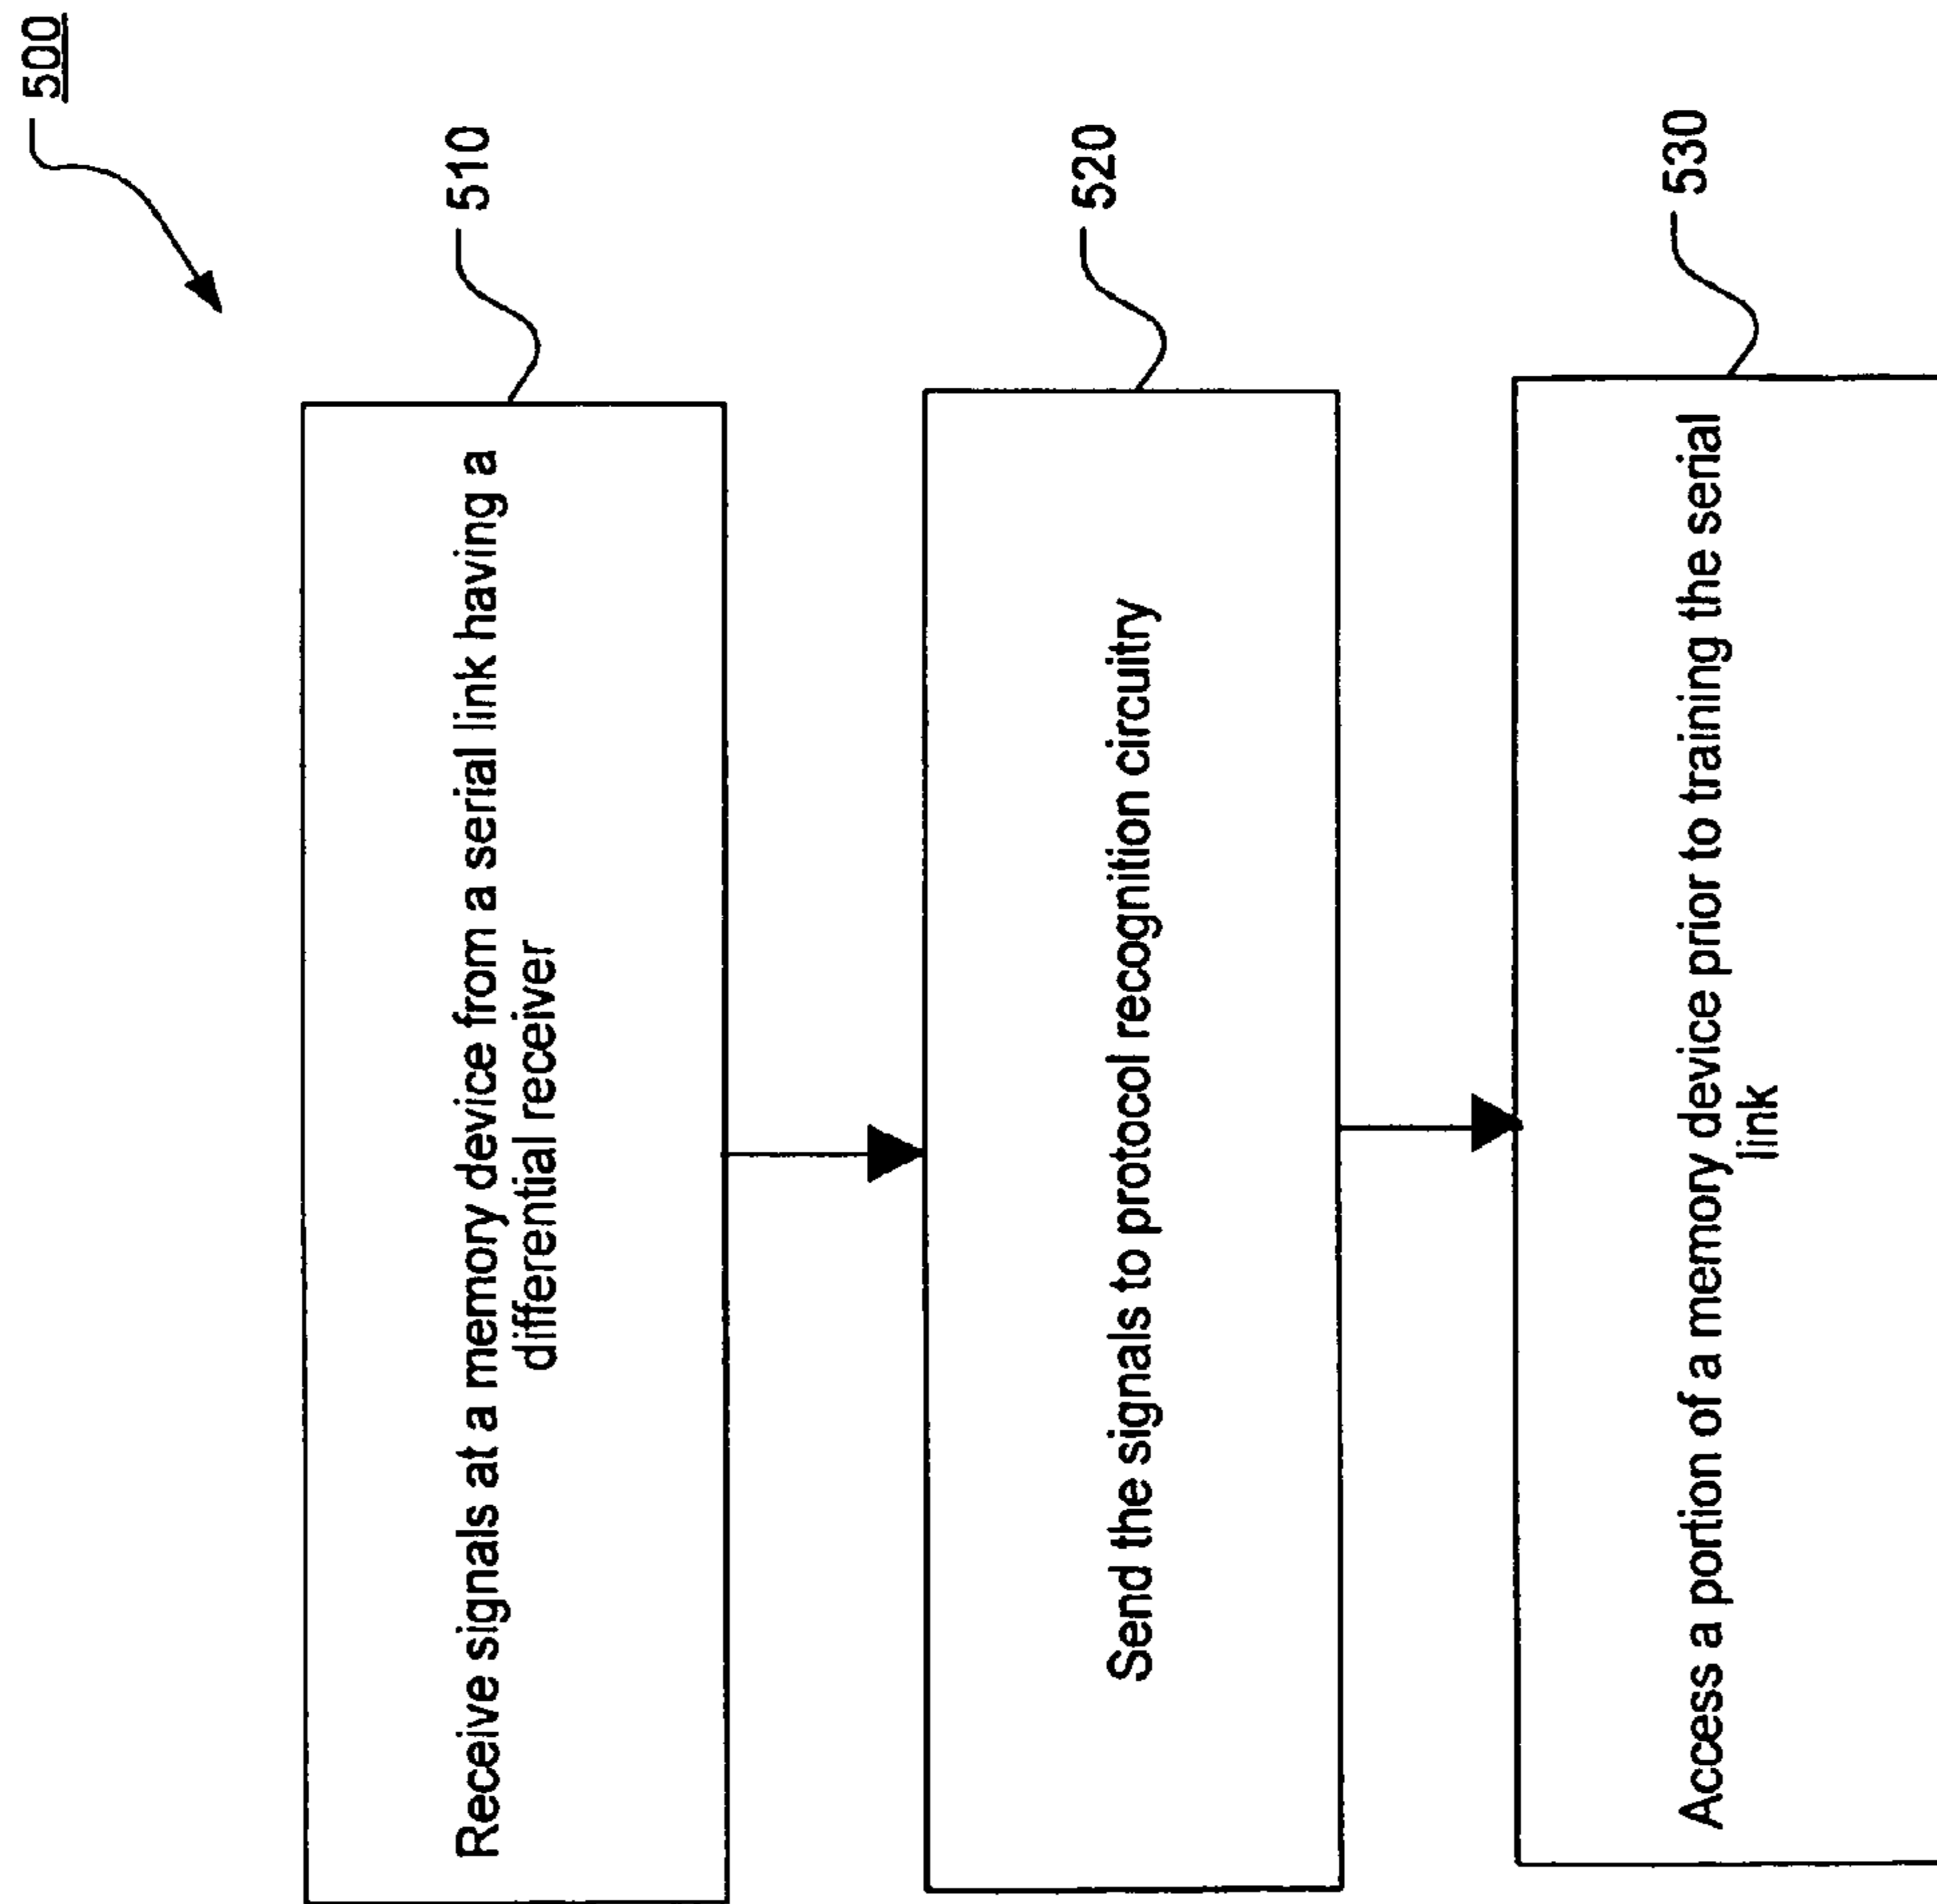 500
Receive signals at a memory device from a serial link having a
differential receiver
510
Send the signals to protocol recognition circuitry
520
Access a portion of a memory device prior to training the serial
link
530